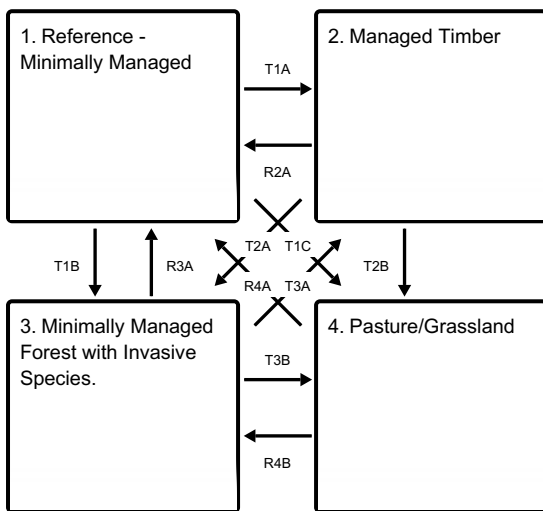 1. Reference -
Minimally Managed
2. Managed Timber
T1A
R2A
T1B
R3A
T2A
T1C
T2B
R4A
T3A
3. Minimally Managed
Forest with Invasive
Species.
4. Pasture/Grassland
T3B
R4B